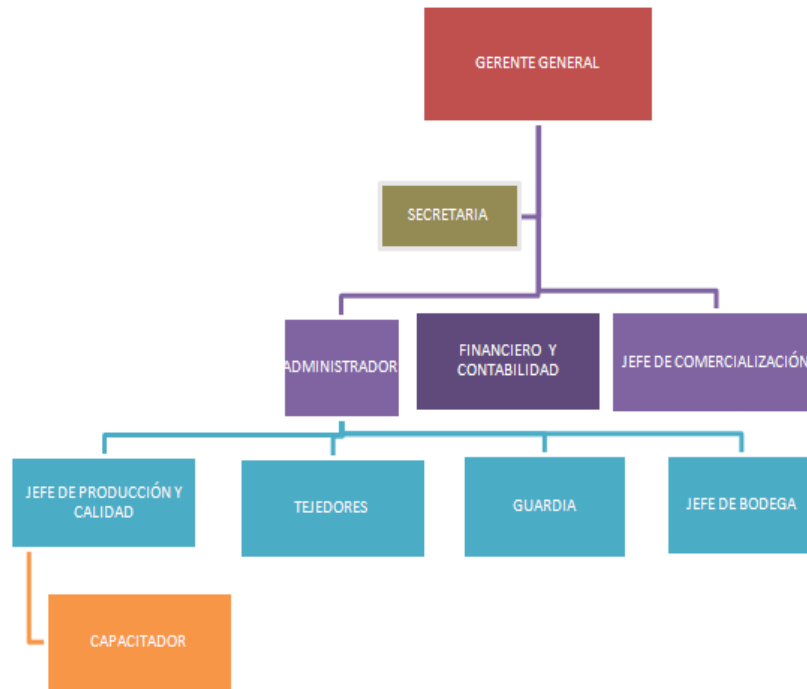 GERENTE GENERAL
SECRETARIA
ADMINISTRADOR
FINANCIERO Y
CONTABILIDAD
JEFE DE COMERCIALIZACIÓN
JEFE DE PRODUCCIÓN Y
CALIDAD
TEJEDORES
GUARDIA
JEFE DE BODEGA
CAPACITADOR